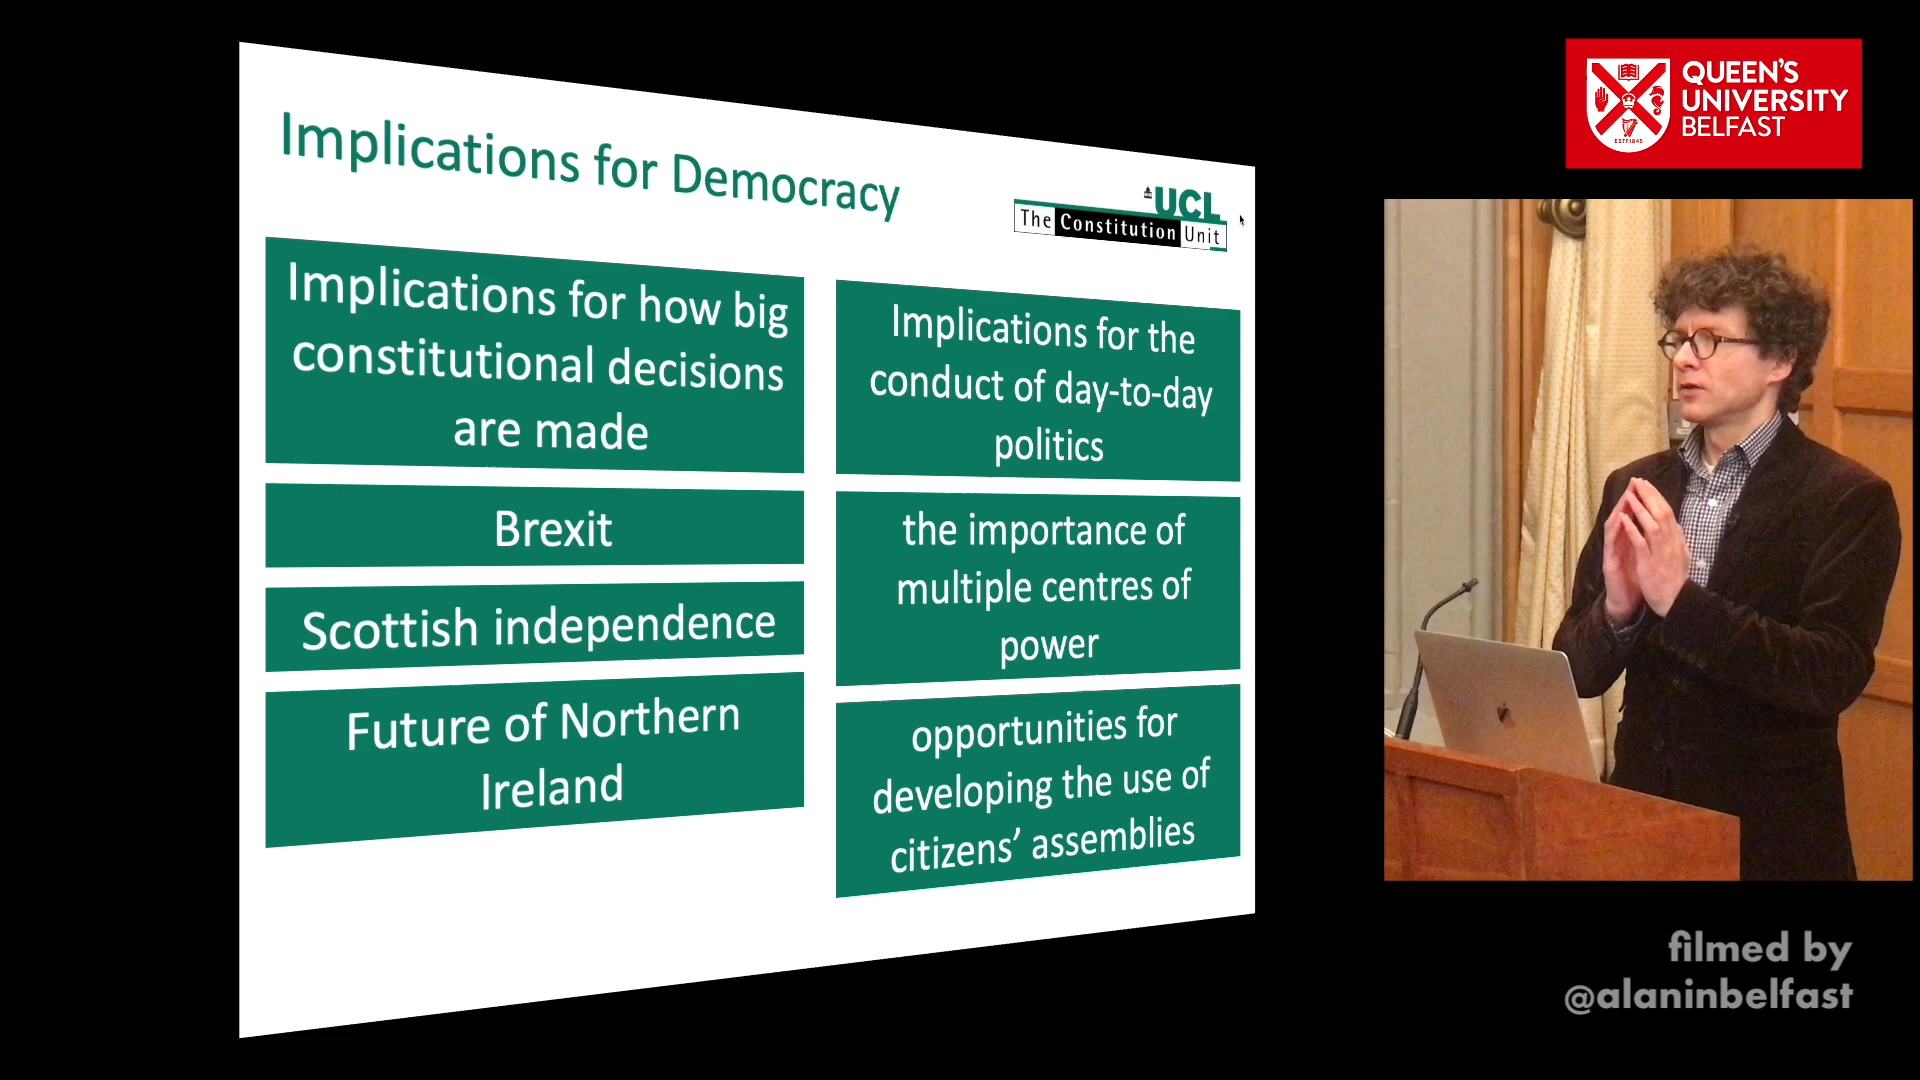 Implications for Democracy
UCL
The Constitution Unit
Implications for how big
constitutional decisions
are made
Brexit
Scottish independence
Future of Northern
Ireland
Implications for the
conduct of day-to-day
politics
the importance of
multiple centres of
power
opportunities for
developing the use of
citizens’ assemblies
QUEEN'S
UNIVERSITY
BELFAST
ESTD1845
filmed by
@alaninbelfast